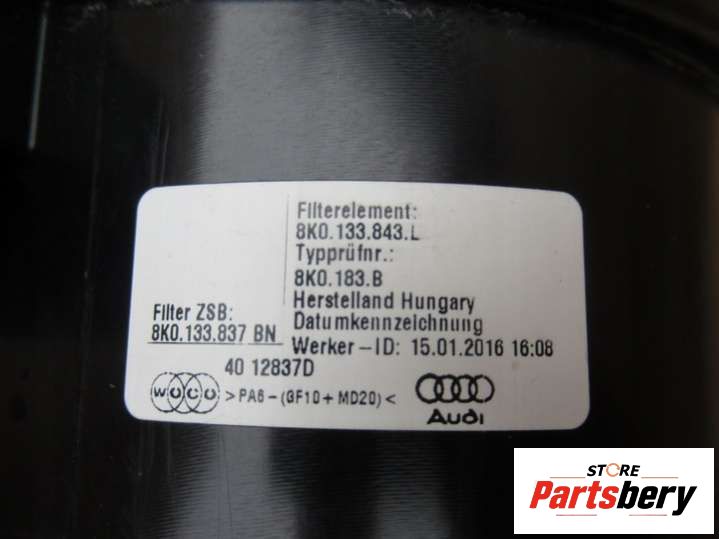 Filterelement:
8K0.133.843.L
Typprüfnr.:
8K0.183.B
Herstelland Hungary
Datumkennzeichnung
Werker-ID: 15.01.2016 16:08
Filter ZSB:
8K0.133.837 BN
40 12837D
WOCO >PA6-(GF10+MD20)<
Audi
STORE
Partsbery